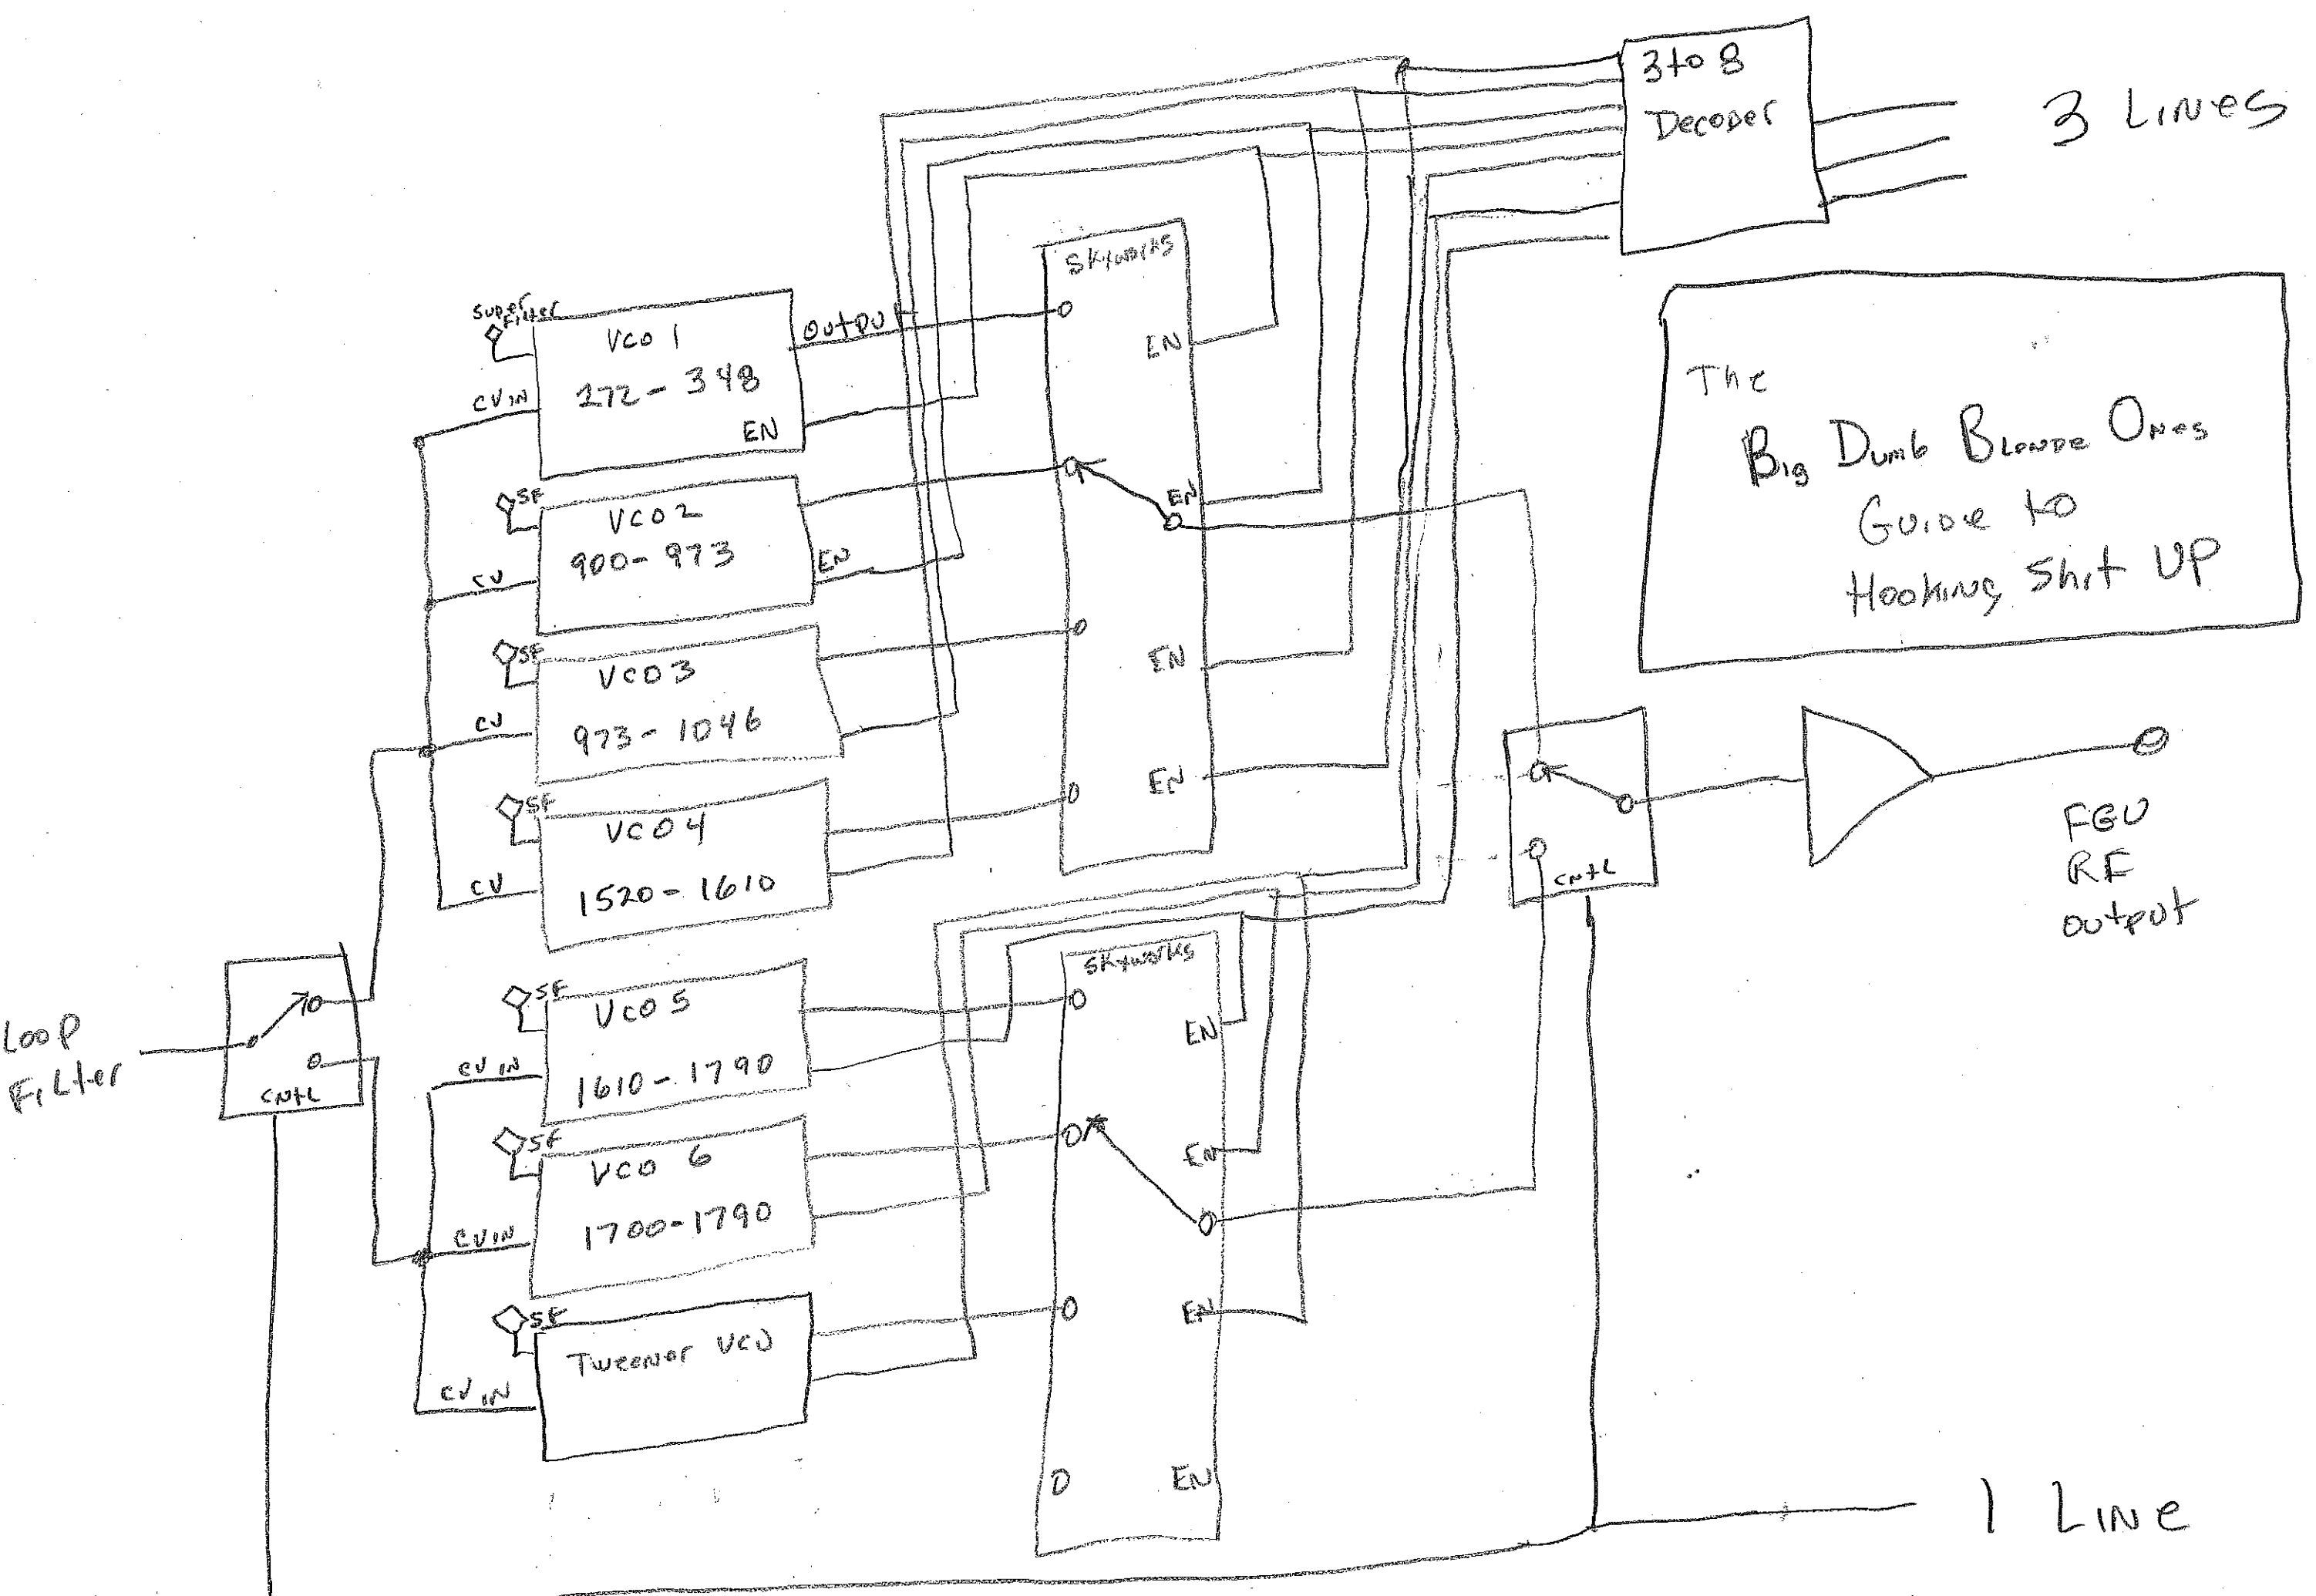 3 to 8
Decoder
3 Lines
Skyworks
EN
EN
EN
EN
Super
Filter
VCO 1
272 - 348
CV IN
OUTPUT
EN
SF
VCO 2
900 - 973
CV
EN
SF
VCO 3
973 - 1046
CV
SF
VCO 4
1520 - 1610
CV
The
Big Dumb Blonde Ones
Guide to
Hooking Shit UP
CNTL
FGU
RF
output
Loop
Filter
CNTL
SF
VCO 5
1610 - 1790
CV IN
SF
VCO 6
1700 - 1790
CV IN
SF
Tweener VCO
CV IN
Skyworks
EN
EN
EN
EN
1 Line